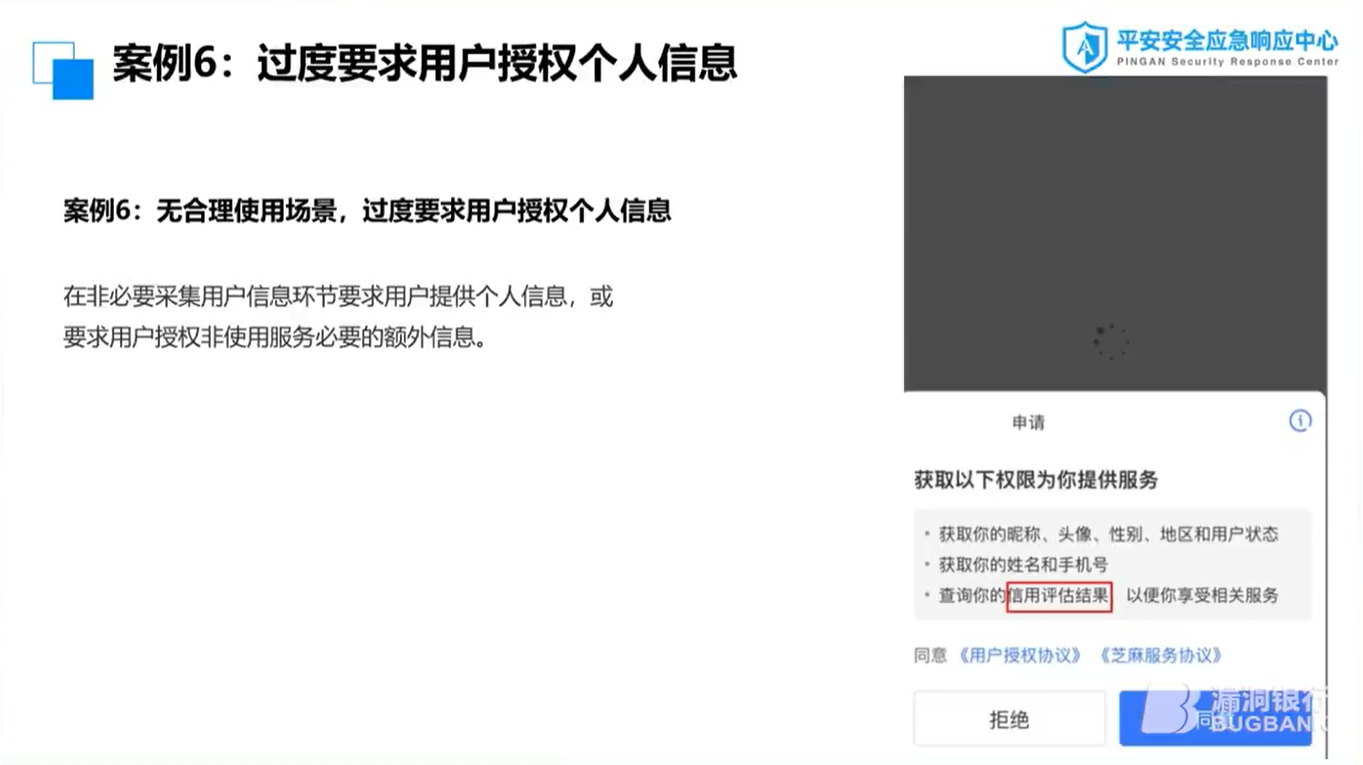 案例6：过度要求用户授权个人信息
平安安全应急响应中心
PINGAN Security Response Center
案例6：无合理使用场景，过度要求用户授权个人信息
在非必要采集用户信息环节要求用户提供个人信息，或
要求用户授权非使用服务必要的额外信息。
申请
获取以下权限为你提供服务
• 获取你的昵称、头像、性别、地区和用户状态
• 获取你的姓名和手机号
• 查询你的信用评估结果 以便你享受相关服务
同意 《用户授权协议》 《芝麻服务协议》
拒绝
同意
漏洞银行
BUGBANK